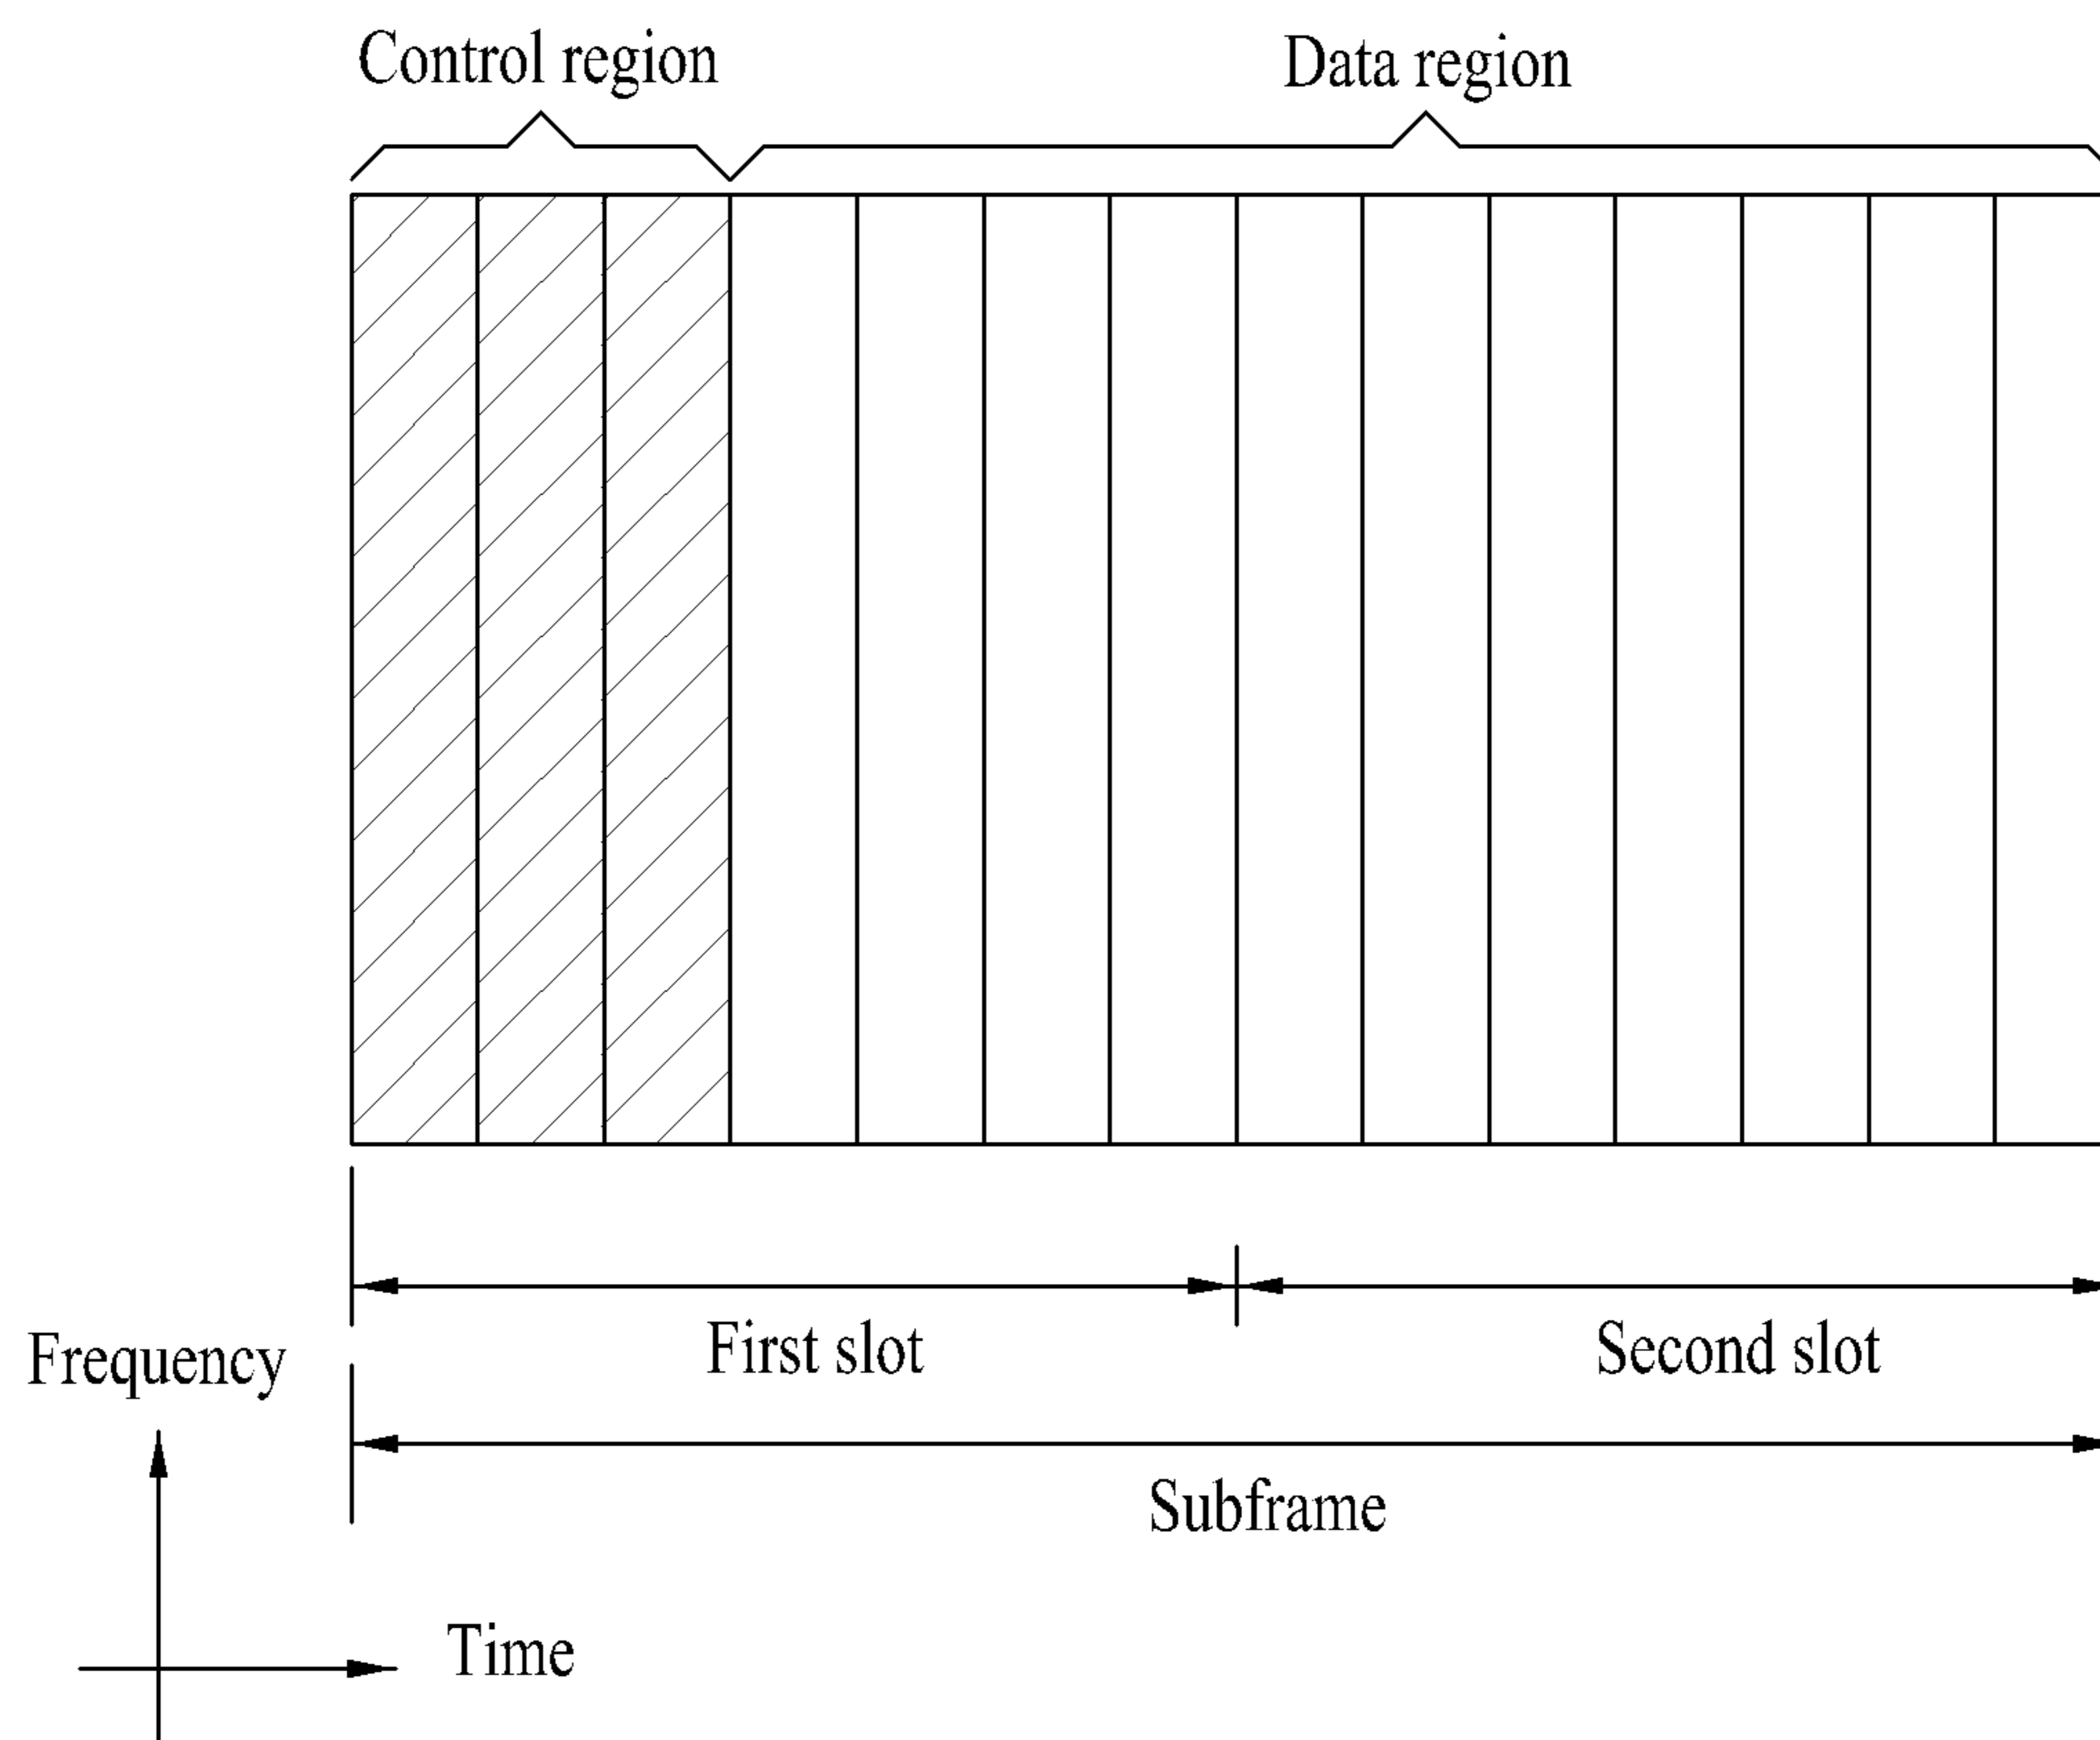 Control region
Data region
First slot
Second slot
Frequency
Subframe
Time